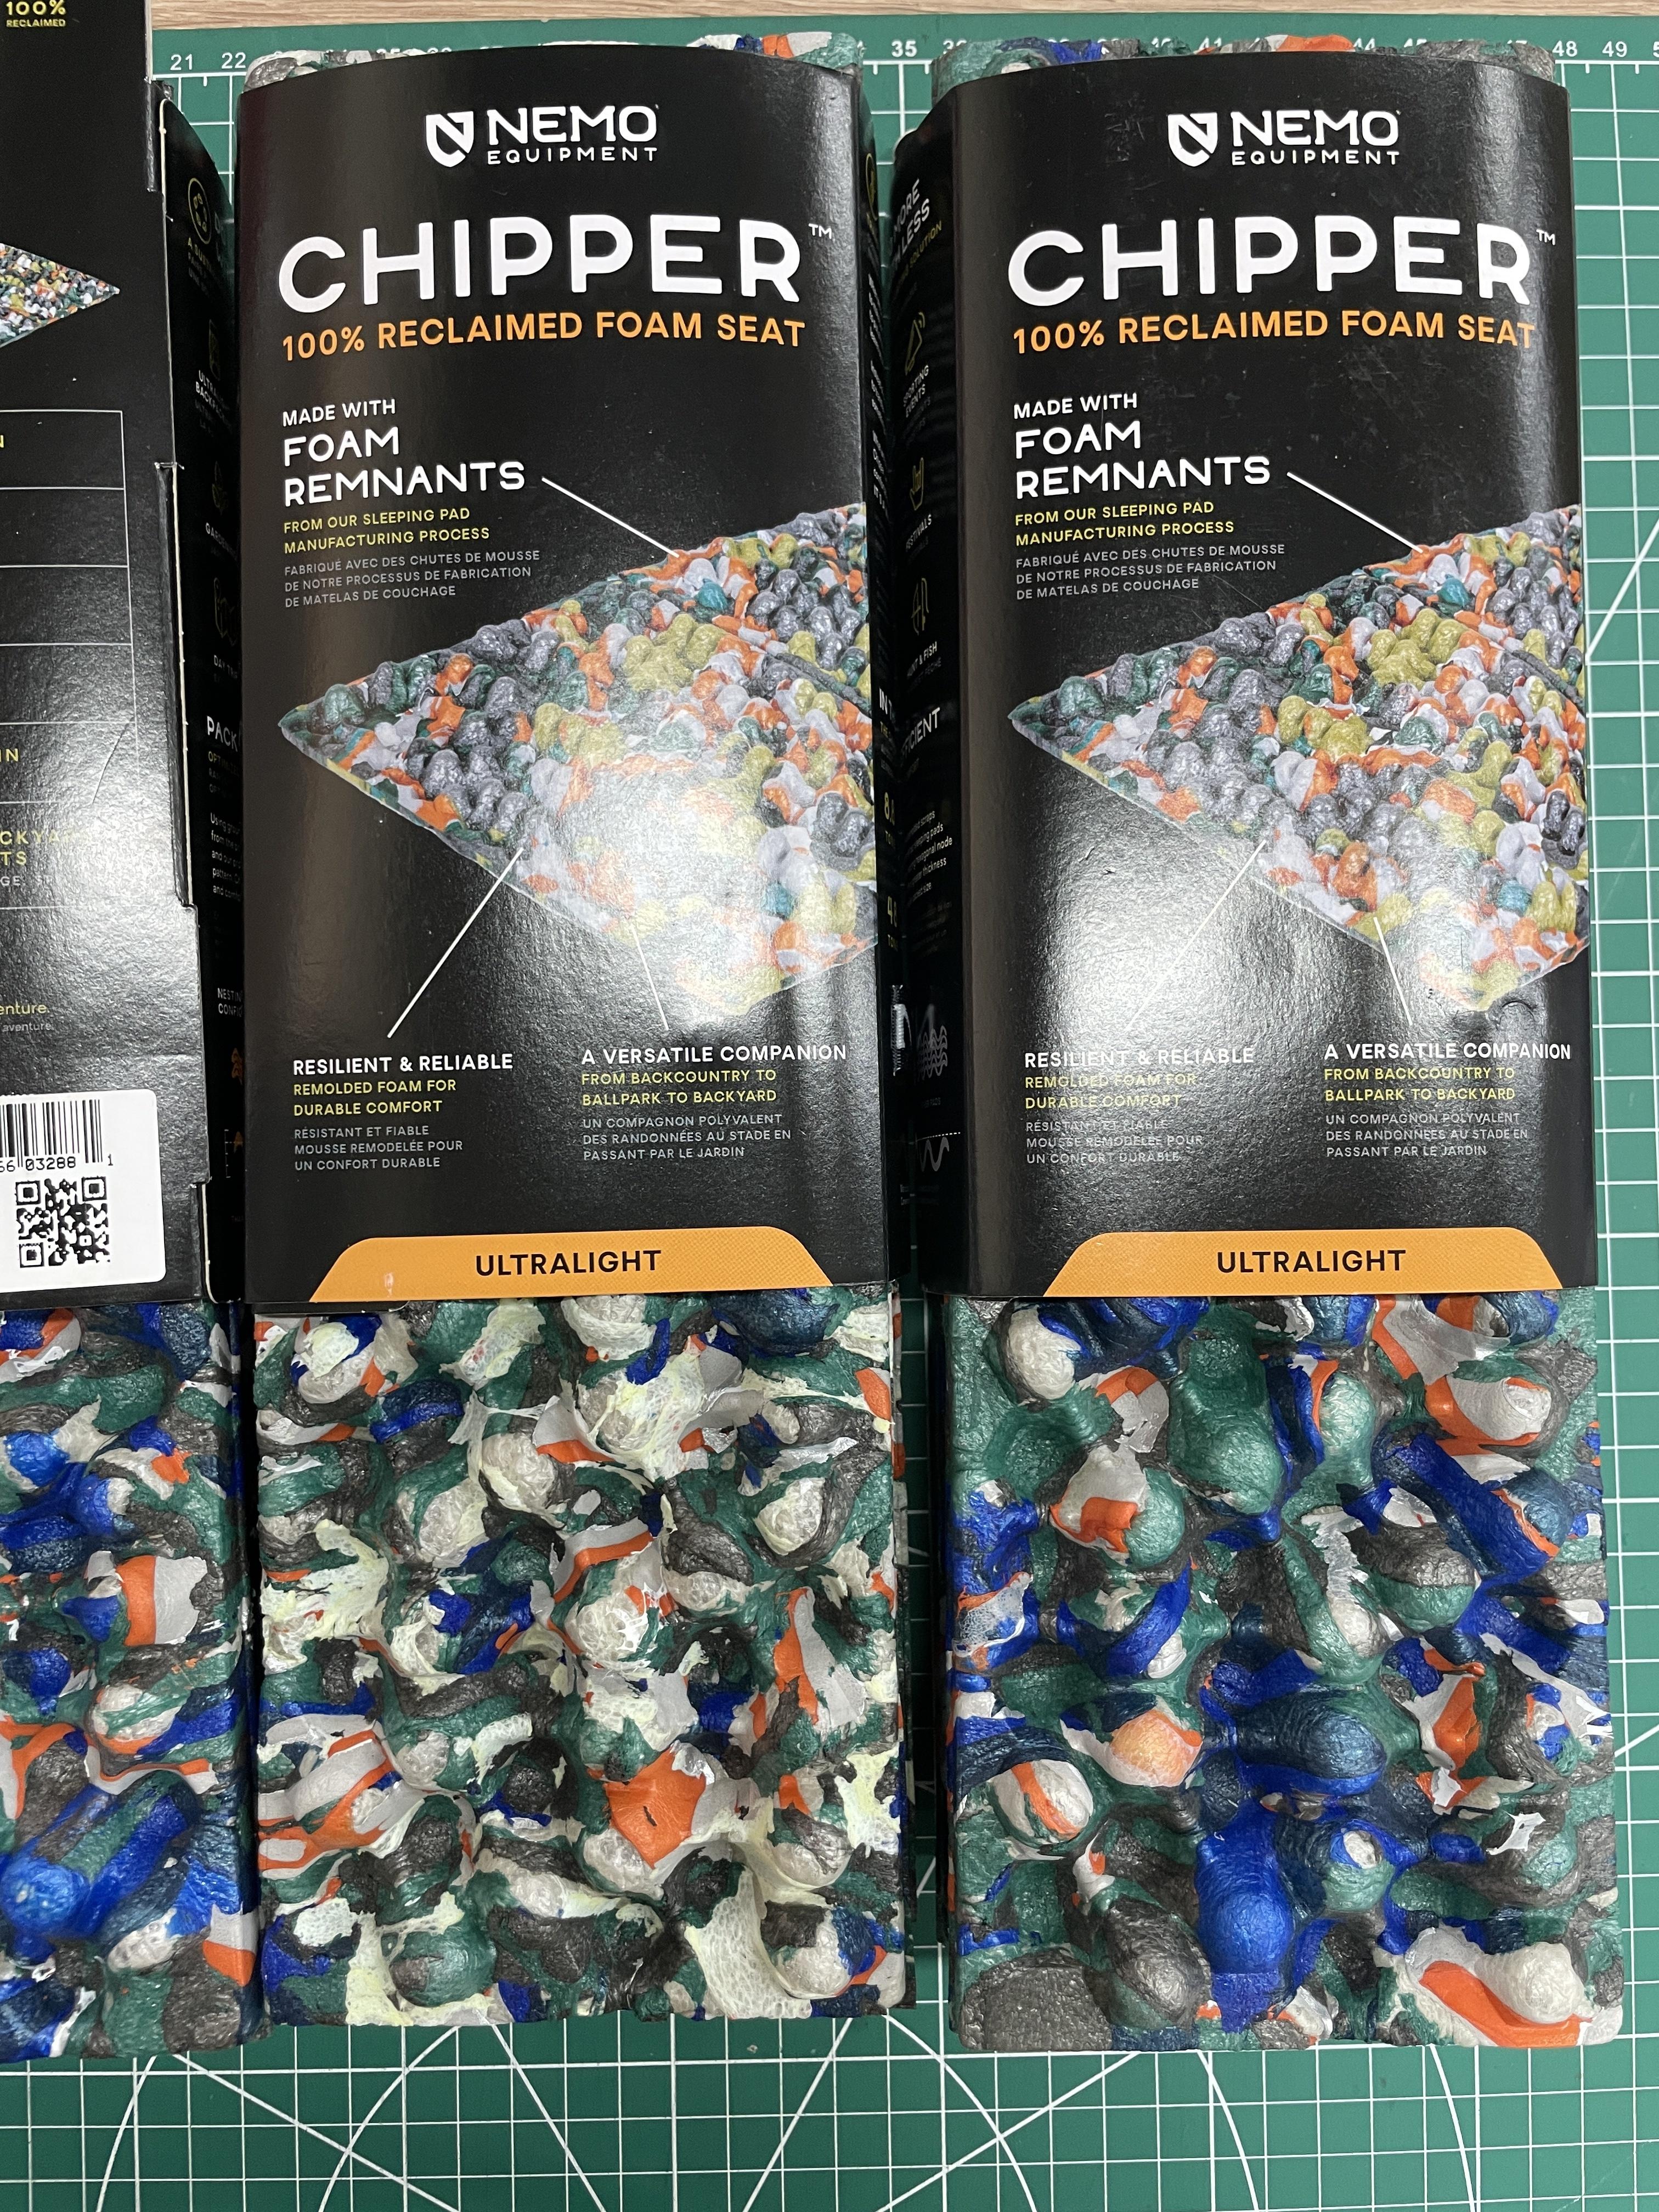 100%
RECLAIMED
21 22 35 48 49
NEMO
EQUIPMENT
CHIPPER™
100% RECLAIMED FOAM SEAT
MADE WITH
FOAM
REMNANTS
FROM OUR SLEEPING PAD
MANUFACTURING PROCESS
FABRIQUÉ AVEC DES CHUTES DE MOUSSE
DE NOTRE PROCESSUS DE FABRICATION
DE MATELAS DE COUCHAGE
RESILIENT & RELIABLE
REMOLDED FOAM FOR
DURABLE COMFORT
RÉSISTANT ET FIABLE
MOUSSE REMODELÉE POUR
UN CONFORT DURABLE
A VERSATILE COMPANION
FROM BACKCOUNTRY TO
BALLPARK TO BACKYARD
UN COMPAGNON POLYVALENT
DES RANDONNÉES AU STADE EN
PASSANT PAR LE JARDIN
ULTRALIGHT
NEMO
EQUIPMENT
CHIPPER™
100% RECLAIMED FOAM SEAT
MADE WITH
FOAM
REMNANTS
FROM OUR SLEEPING PAD
MANUFACTURING PROCESS
FABRIQUÉ AVEC DES CHUTES DE MOUSSE
DE NOTRE PROCESSUS DE FABRICATION
DE MATELAS DE COUCHAGE
RESILIENT & RELIABLE
REMOLDED FOAM FOR
DURABLE COMFORT
RÉSISTANT ET FIABLE
MOUSSE REMODELÉE POUR
UN CONFORT DURABLE
A VERSATILE COMPANION
FROM BACKCOUNTRY TO
BALLPARK TO BACKYARD
UN COMPAGNON POLYVALENT
DES RANDONNÉES AU STADE EN
PASSANT PAR LE JARDIN
ULTRALIGHT
aventure.
03288 1